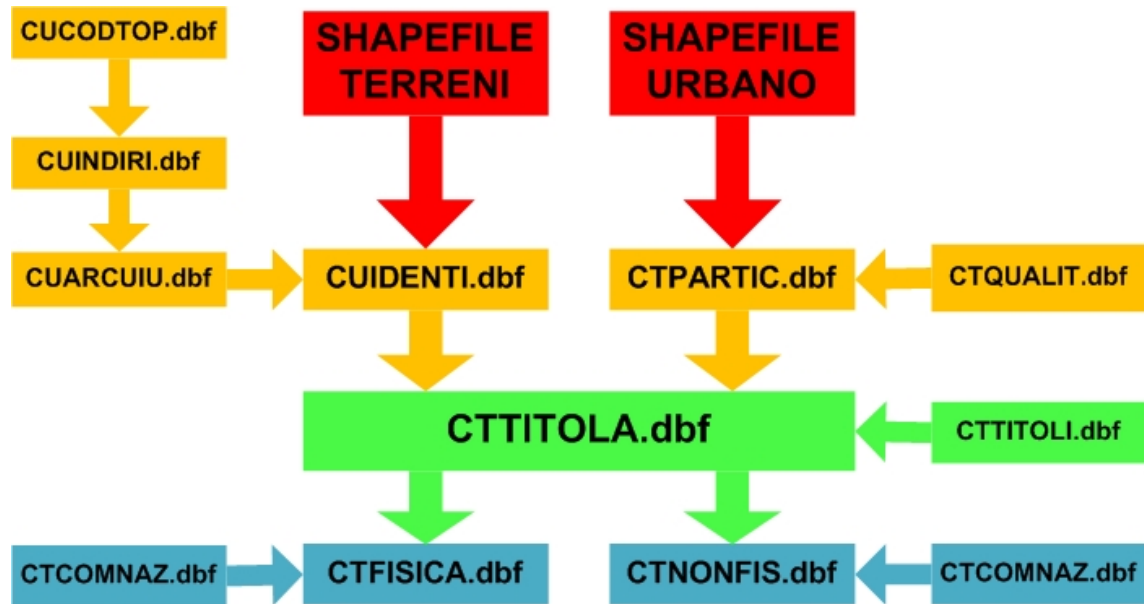 CUCODTOP.dbf
SHAPEFILE
TERRENI
SHAPEFILE
URBANO
CUINDIRI.dbf
CUARCUIU.dbf
CUIDENTI.dbf
CTPARTIC.dbf
CTQUALIT.dbf
CTTITOLA.dbf
CTTITOLI.dbf
CTCOMNAZ.dbf
CTFISICA.dbf
CTNONFIS.dbf
CTCOMNAZ.dbf